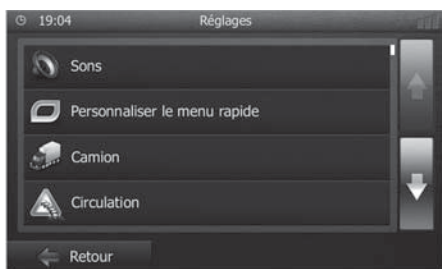 19:04 Réglages
Sons
Personnaliser le menu rapide
Camion
Circulation
Retour